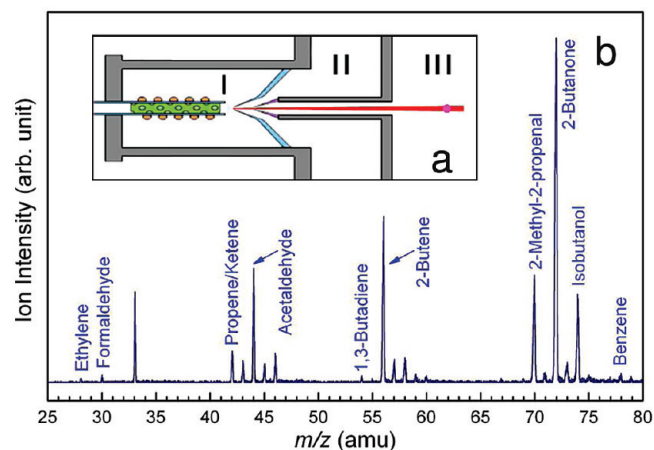 Ion Intensity (arb. unit)
I
II
III
a
b
Ethylene
Formaldehyde
Propene/Ketene
Acetaldehyde
1,3-Butadiene
2-Butene
2-Methyl-2-propenal
2-Butanone
Isobutanol
Benzene
25 30 35 40 45 50 55 60 65 70 75 80
m/z (amu)